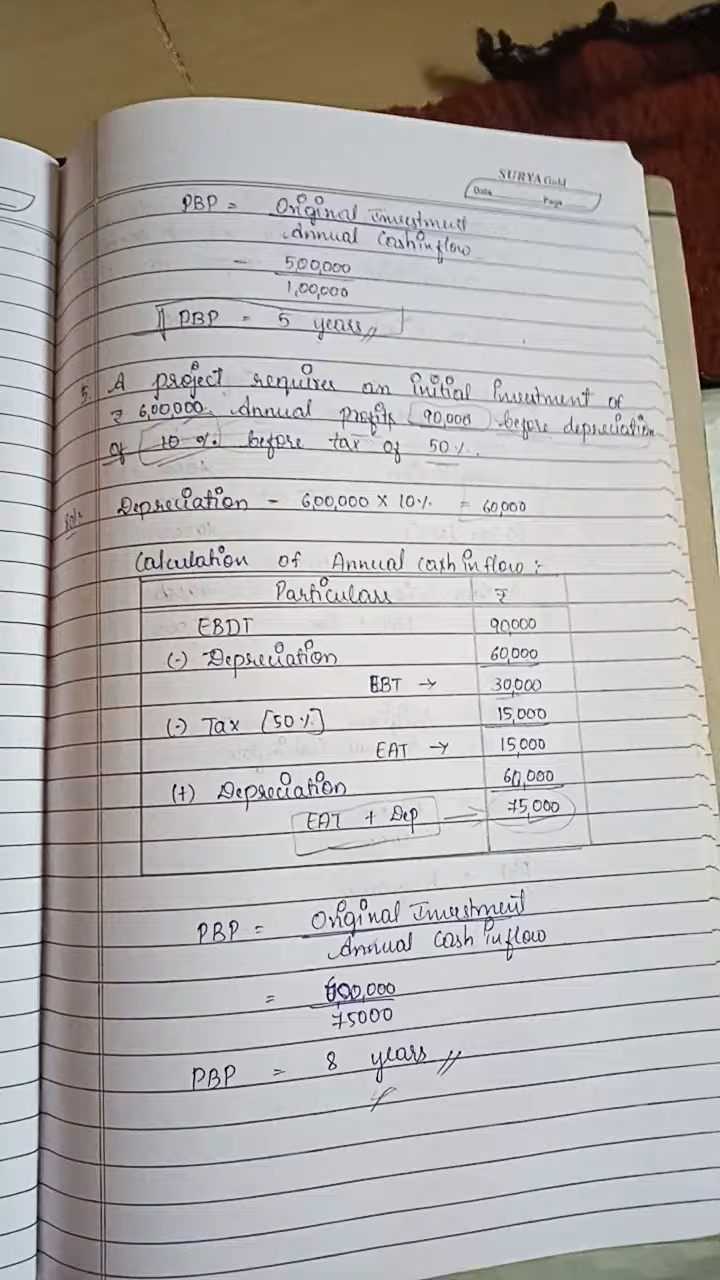 SURYA Gold
Date
Page
PBP = Original Investment
Annual Cash inflow
= 5,00,000
1,00,000
PBP = 5 years
5. A project requires an initial Investment of
₹ 6,00,000. Annual profits 90,000 before depreciation
of 10 % before tax of 50 %.
Sol: Depreciation - 6,00,000 X 10% = 60,000
Calculation of Annual cash inflow :-
Particulars ₹
EBDT 90,000
(-) Depreciation 60,000
EBT → 30,000
(-) Tax [50 %] 15,000
EAT → 15,000
(+) Depreciation 60,000
EAT + Dep 75,000
PBP = Original Investment
Annual Cash inflow
= 600,000
75000
PBP = 8 years